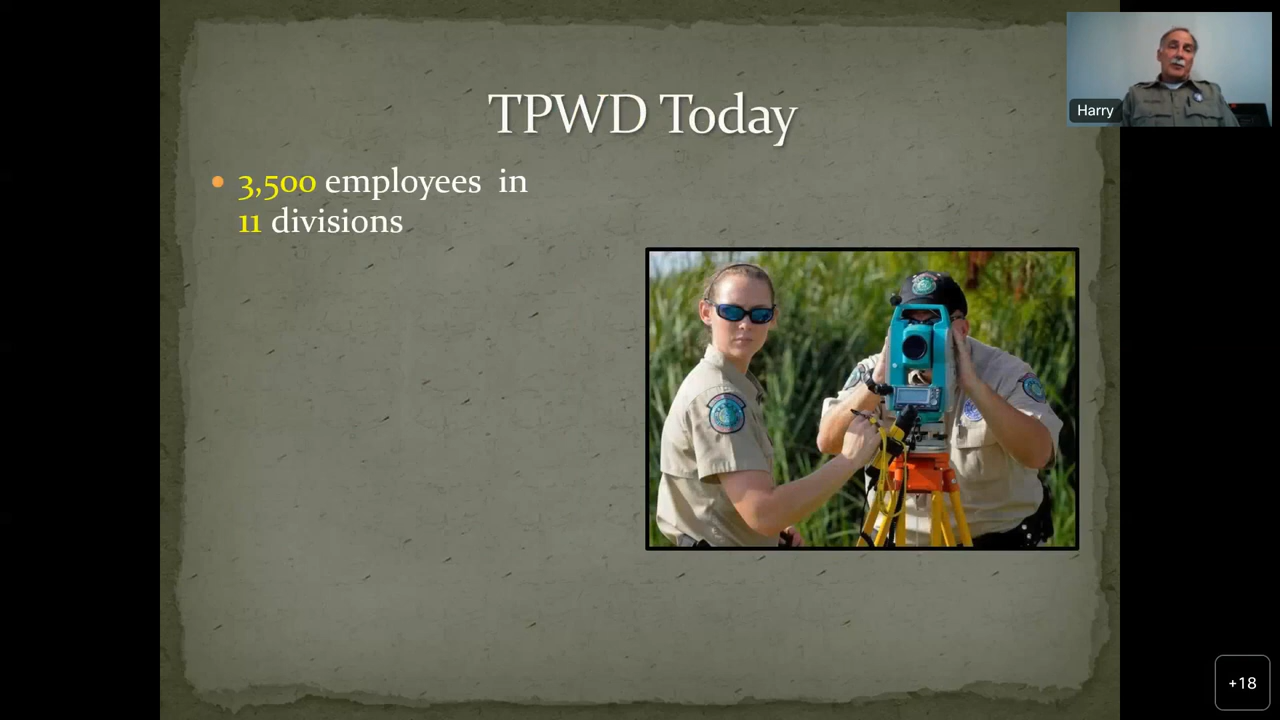 TPWD Today
3,500 employees in
11 divisions
Harry
+18